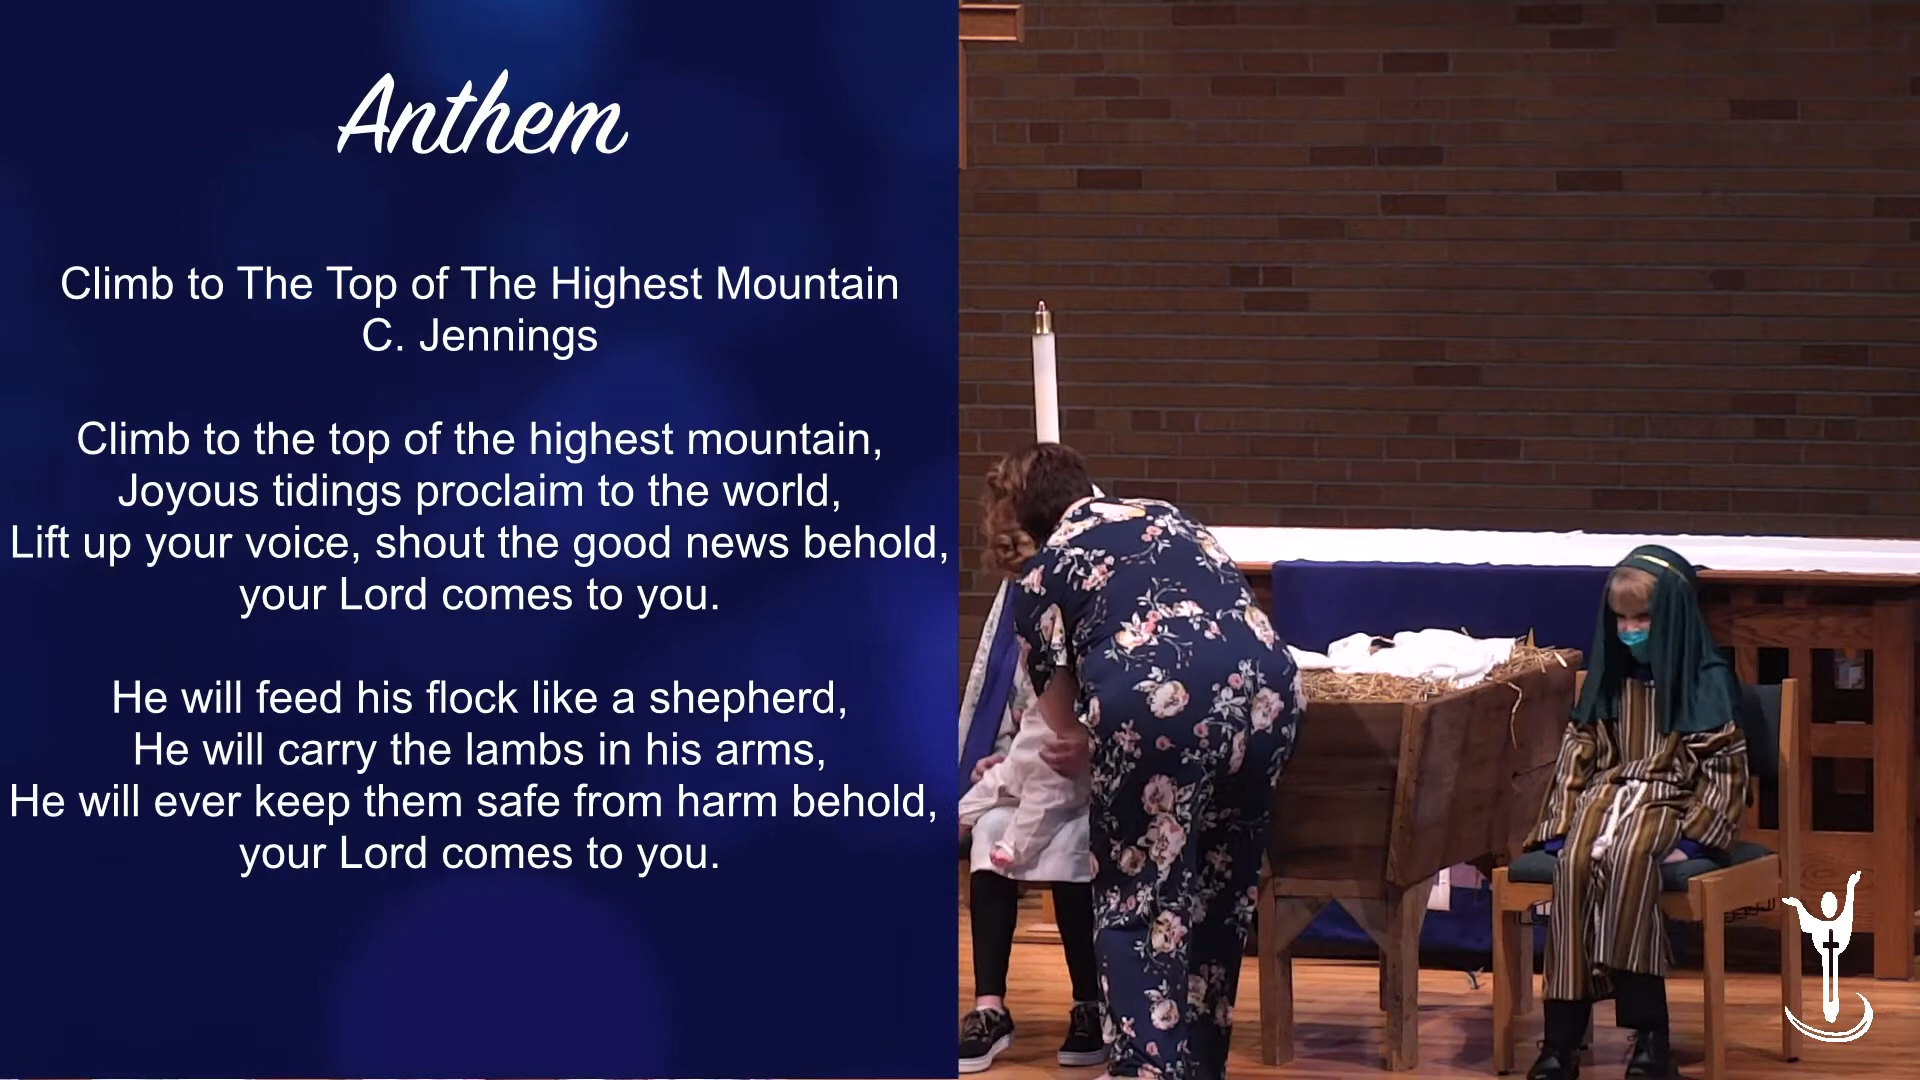 Anthem
Climb to The Top of The Highest Mountain
C. Jennings
Climb to the top of the highest mountain,
Joyous tidings proclaim to the world,
Lift up your voice, shout the good news behold,
your Lord comes to you.
He will feed his flock like a shepherd,
He will carry the lambs in his arms,
He will ever keep them safe from harm behold,
your Lord comes to you.